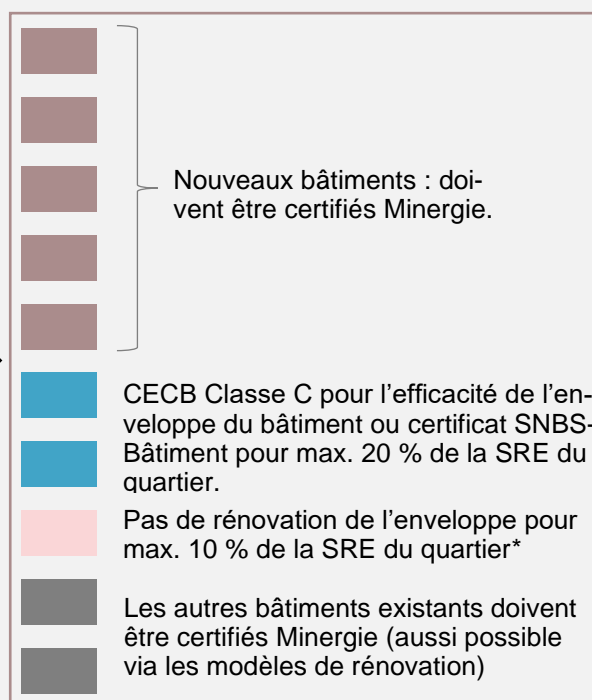 Nouveaux bâtiments : doi-
vent être certifiés Minergie.
CECB Classe C pour l'efficacité de l'en-
veloppe du bâtiment ou certificat SNBS-
Bâtiment pour max. 20 % de la SRE du
quartier.
Pas de rénovation de l'enveloppe pour
max. 10 % de la SRE du quartier*
Les autres bâtiments existants doivent
être certifiés Minergie (aussi possible
via les modèles de rénovation)